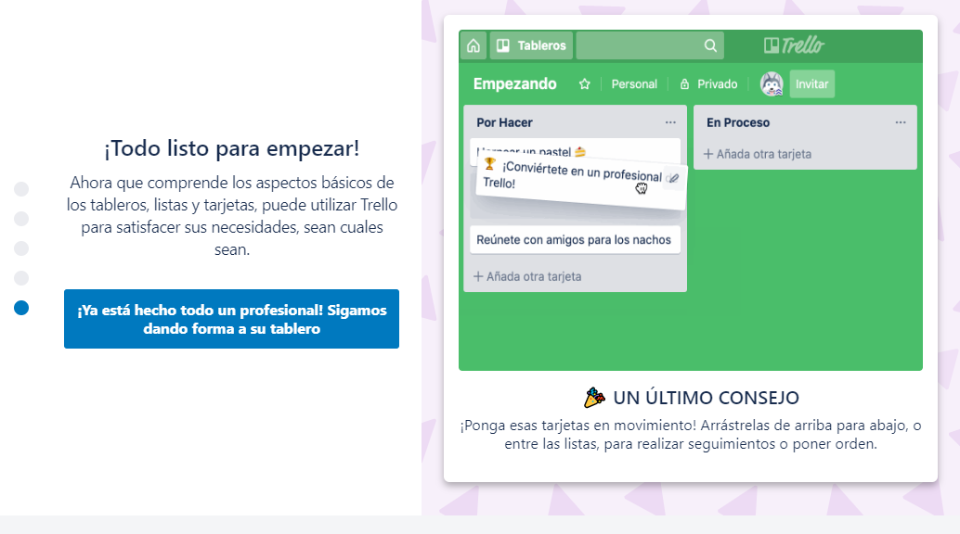 ¡Todo listo para empezar!
Ahora que comprende los aspectos básicos de
los tableros, listas y tarjetas, puede utilizar Trello
para satisfacer sus necesidades, sean cuales
sean.
¡Ya está hecho todo un profesional! Sigamos
dando forma a su tablero
Tableros
Trello
Empezando
Personal
Privado
Invitar
Por Hacer
un pastel
¡Conviértete en un profesional
Trello!
Reúnete con amigos para los nachos
+ Añada otra tarjeta
En Proceso
+ Añada otra tarjeta
UN ÚLTIMO CONSEJO
¡Ponga esas tarjetas en movimiento! Arrástrelas de arriba para abajo, o
entre las listas, para realizar seguimientos o poner orden.